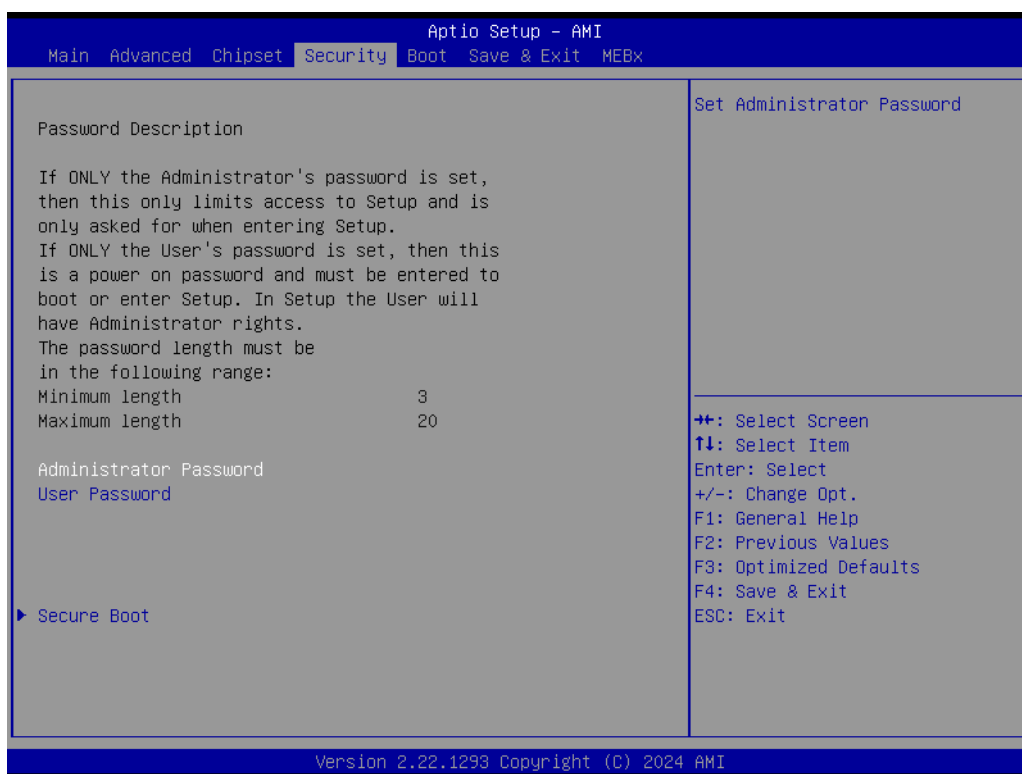 Aptio Setup – AMI
Main Advanced Chipset Security Boot Save & Exit MEBx
Password Description
If ONLY the Administrator's password is set,
then this only limits access to Setup and is
only asked for when entering Setup.
If ONLY the User's password is set, then this
is a power on password and must be entered to
boot or enter Setup. In Setup the User will
have Administrator rights.
The password length must be
in the following range:
Minimum length 3
Maximum length 20
Administrator Password
User Password
Secure Boot
Set Administrator Password
→←: Select Screen
↑↓: Select Item
Enter: Select
+/-: Change Opt.
F1: General Help
F2: Previous Values
F3: Optimized Defaults
F4: Save & Exit
ESC: Exit
Version 2.22.1293 Copyright (C) 2024 AMI